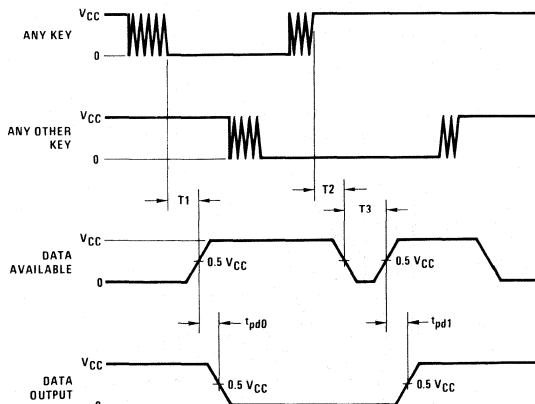 VCC
ANY KEY
0
VCC
ANY OTHER
KEY
0
T1
T2
T3
VCC
DATA
AVAILABLE
0.5 VCC
0.5 VCC
0
tpd0
tpd1
VCC
DATA
OUTPUT
0.5 VCC
0.5 VCC
0